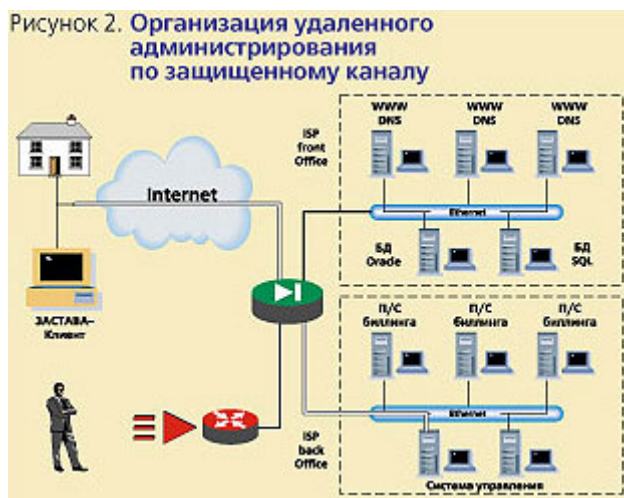 Рисунок 2. Организация удаленного
администрирования
по защищенному каналу
WWW
DNS
WWW
DNS
WWW
DNS
ISP
front
Office
Internet
Ethernet
БД
Oracle
БД
SQL
ЗАСТАВА–
Клиент
П/С
биллинга
П/С
биллинга
П/С
биллинга
Ethernet
ISP
back
Office
Система управления